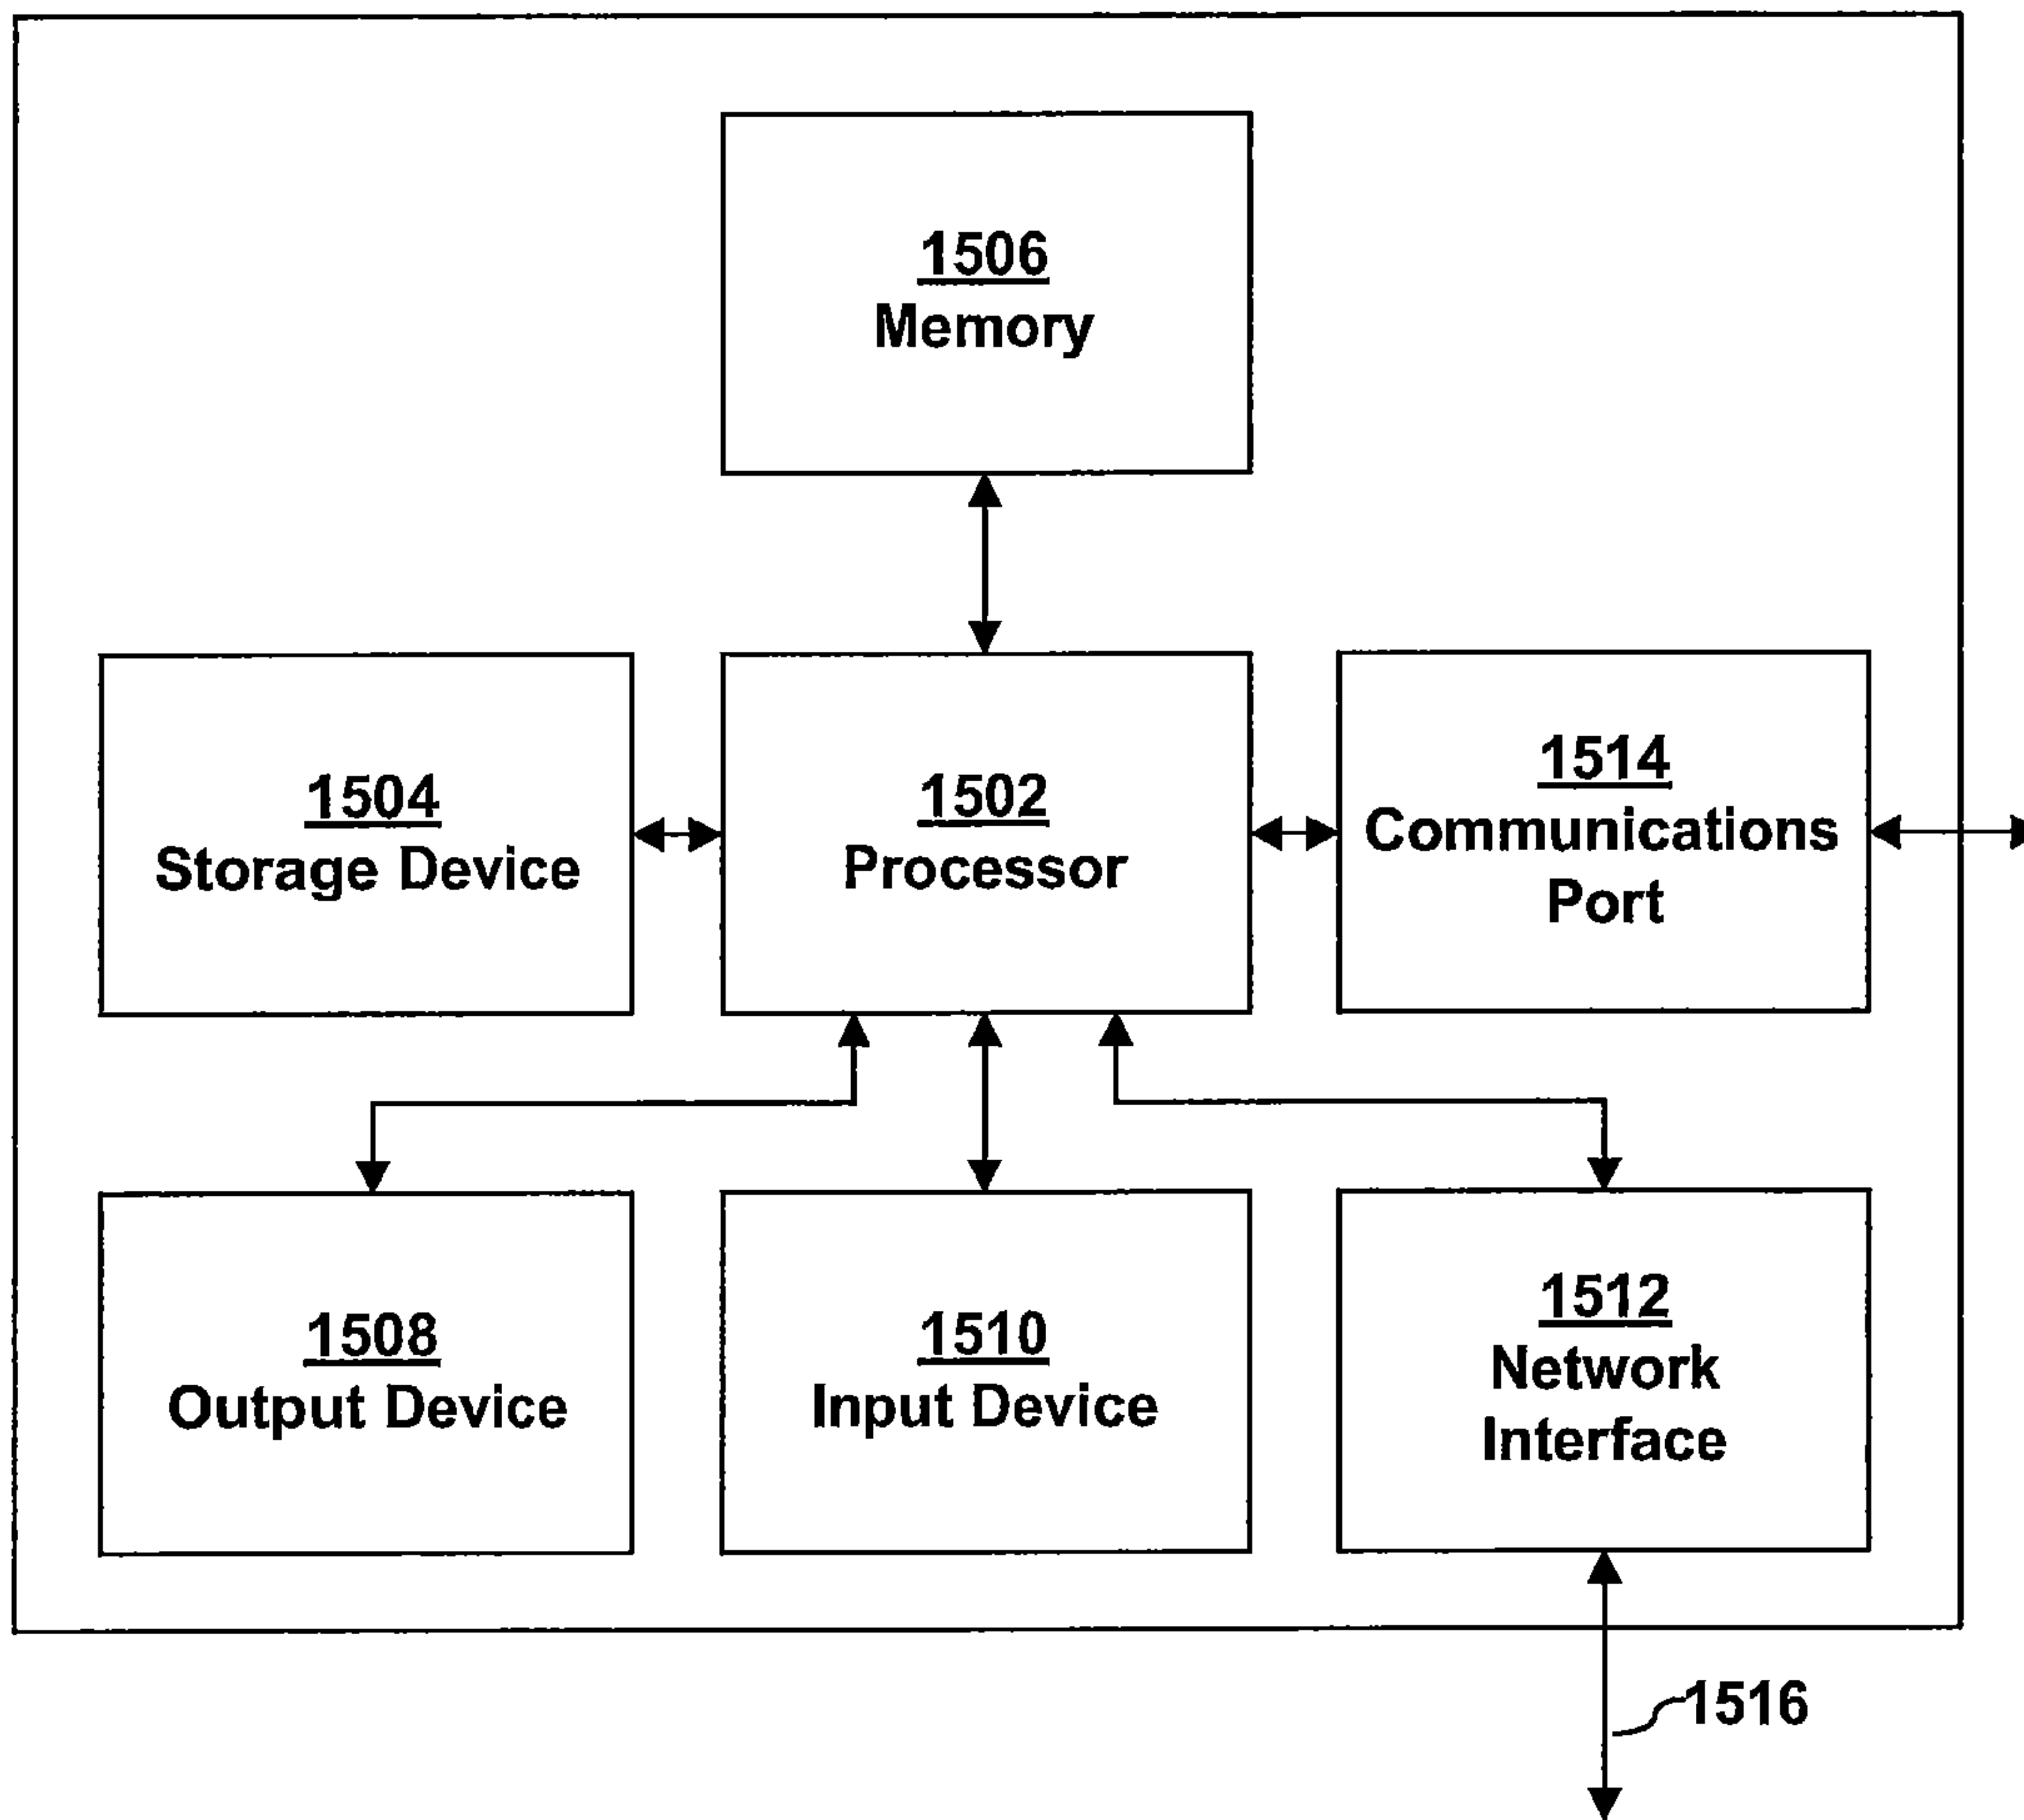 1506
Memory
1504
Storage Device
1502
Processor
1514
Communications
Port
1508
Output Device
1510
Input Device
1512
Network
Interface
1516